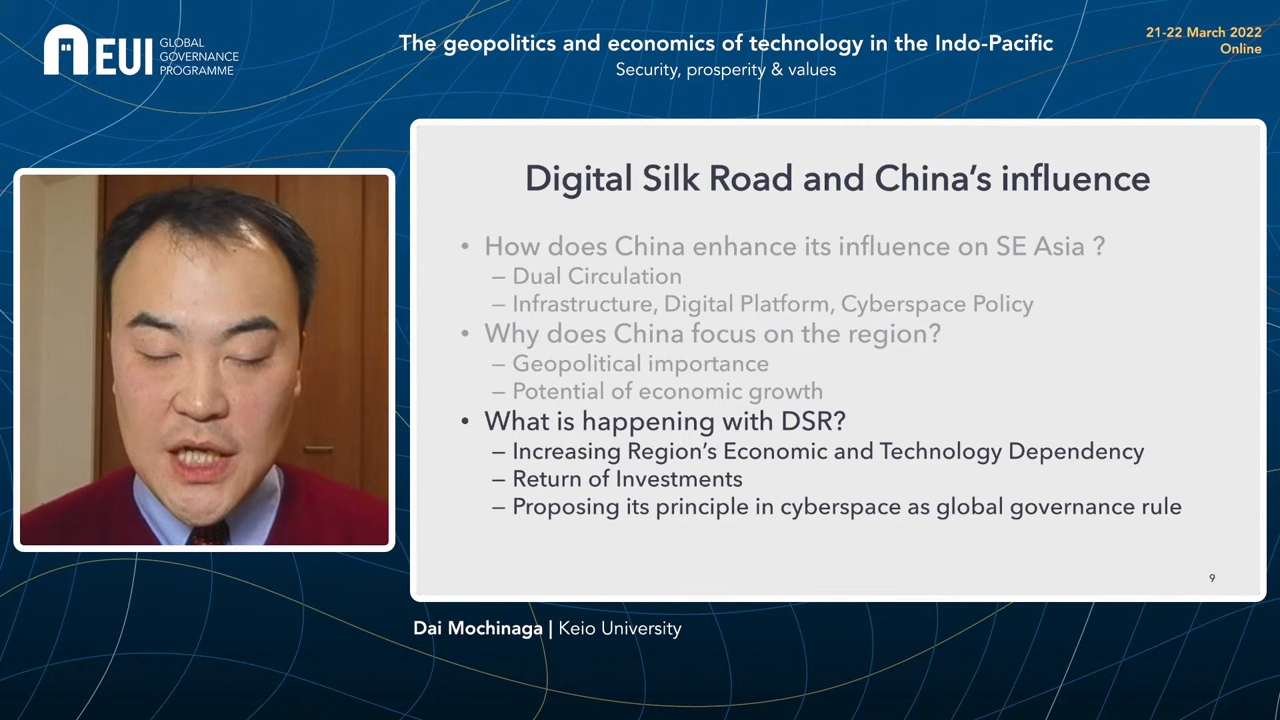 EUI
GLOBAL
GOVERNANCE
PROGRAMME
The geopolitics and economics of technology in the Indo-Pacific
Security, prosperity & values
21-22 March 2022
Online
Digital Silk Road and China’s influence
• How does China enhance its influence on SE Asia ?
– Dual Circulation
– Infrastructure, Digital Platform, Cyberspace Policy
• Why does China focus on the region?
– Geopolitical importance
– Potential of economic growth
• What is happening with DSR?
– Increasing Region’s Economic and Technology Dependency
– Return of Investments
– Proposing its principle in cyberspace as global governance rule
9
Dai Mochinaga | Keio University